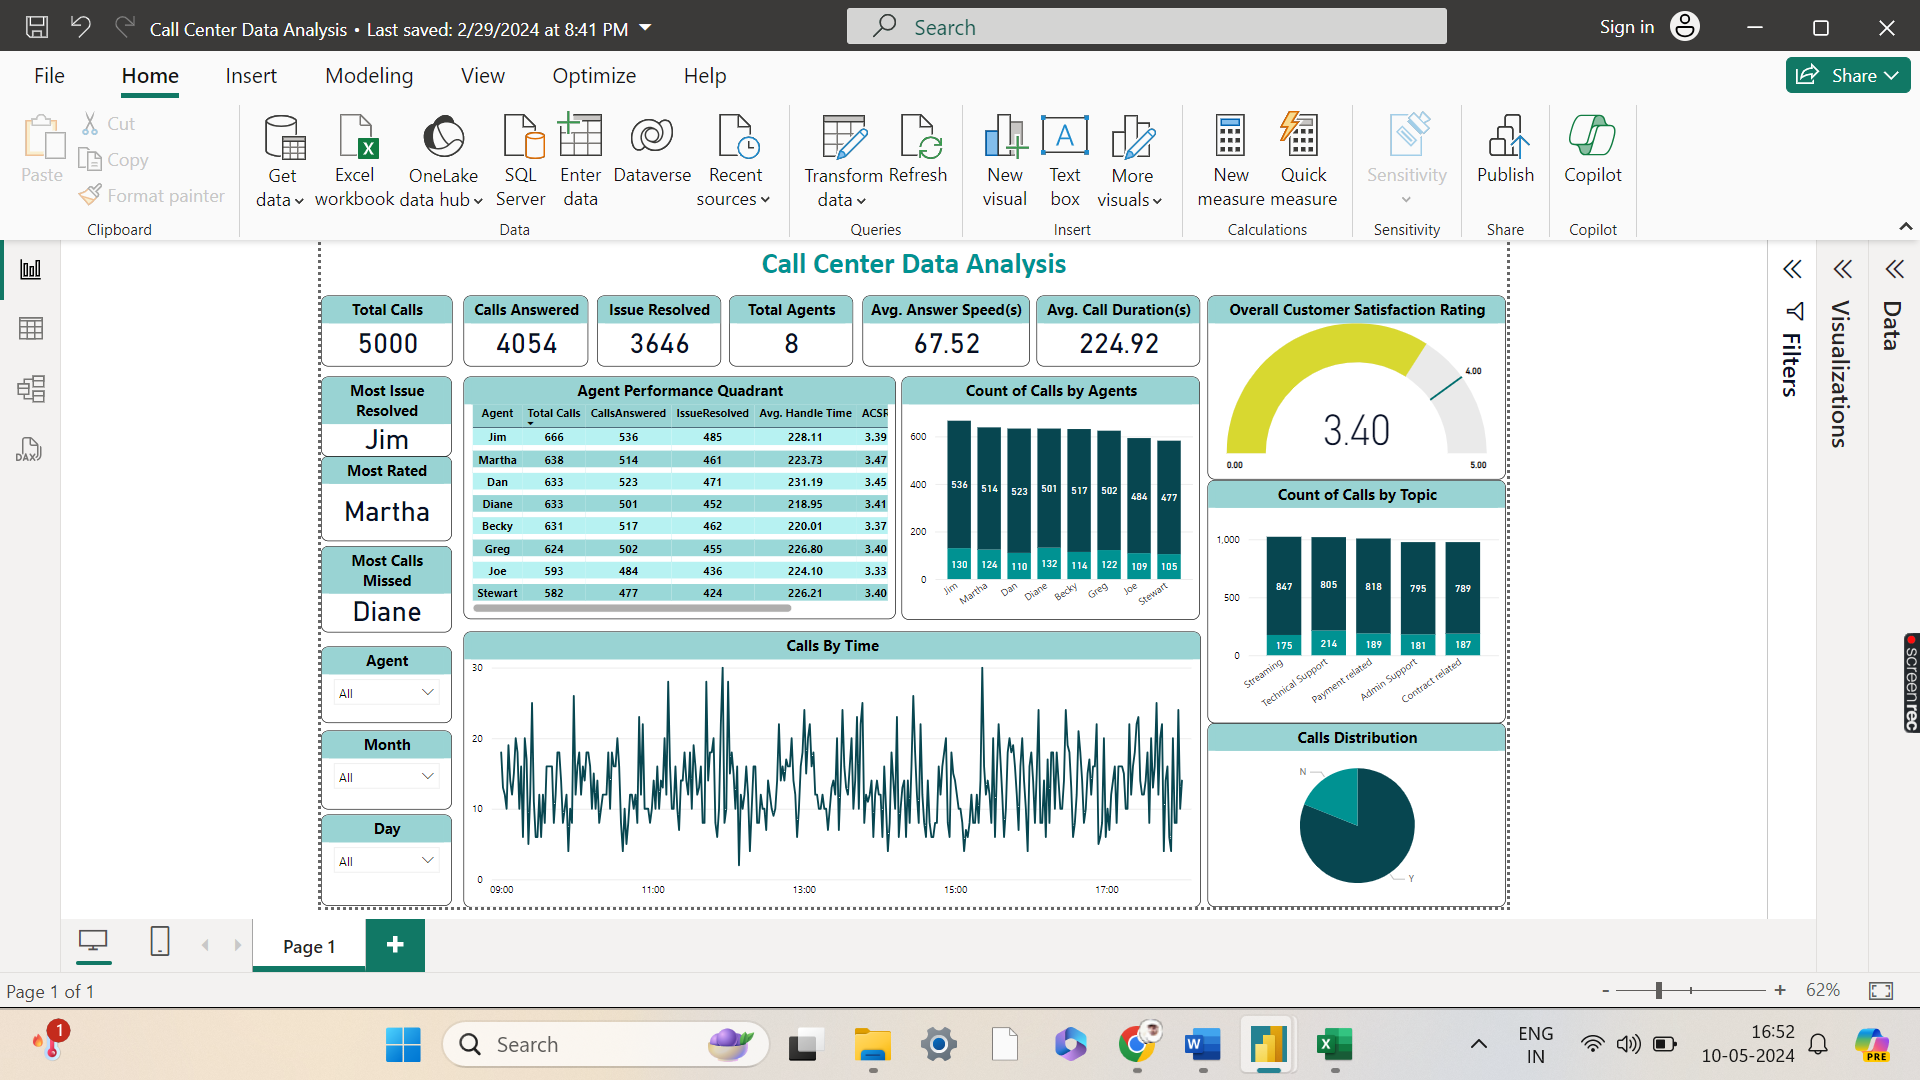 Call Center Data Analysis • Last saved: 2/29/2024 at 8:41 PM
Search
Sign in
File Home Insert Modeling View Optimize Help
Share
Paste
Cut
Copy
Format painter
Clipboard
Get data
Excel workbook
OneLake data hub
SQL Server
Enter data
Dataverse
Recent sources
Data
Transform data
Refresh
Queries
New visual
Text box
More visuals
Insert
New measure
Quick measure
Calculations
Sensitivity
Sensitivity
Publish
Share
Copilot
Copilot
DAX
Call Center Data Analysis
Total Calls
5000
Calls Answered
4054
Issue Resolved
3646
Total Agents
8
Avg. Answer Speed(s)
67.52
Avg. Call Duration(s)
224.92
Overall Customer Satisfaction Rating
4.00
3.40
0.00 5.00
Most Issue Resolved
Jim
Most Rated
Martha
Most Calls Missed
Diane
Agent
All
Month
All
Day
All
Agent Performance Quadrant
Agent Total Calls CallsAnswered IssueResolved Avg. Handle Time ACSR
Jim 666 536 485 228.11 3.39
Martha 638 514 461 223.73 3.47
Dan 633 523 471 231.19 3.45
Diane 633 501 452 218.95 3.41
Becky 631 517 462 220.01 3.37
Greg 624 502 455 226.80 3.40
Joe 593 484 436 224.10 3.33
Stewart 582 477 424 226.21 3.40
Count of Calls by Agents
600
400
200
0
536 514 523 501 517 502 484 477
130 124 110 132 114 122 109 105
Jim Martha Dan Diane Becky Greg Joe Stewart
Count of Calls by Topic
1,000
500
0
847 805 818 795 789
175 214 189 181 187
Streaming Technical Support Payment related Admin Support Contract related
Calls By Time
30
20
10
0
09:00 11:00 13:00 15:00 17:00
Calls Distribution
N
Y
Filters
Visualizations
Data
screenrec
Page 1
+
Page 1 of 1
- + 62%
1
Search
W
X
PRE
ENG
IN
16:52
10-05-2024